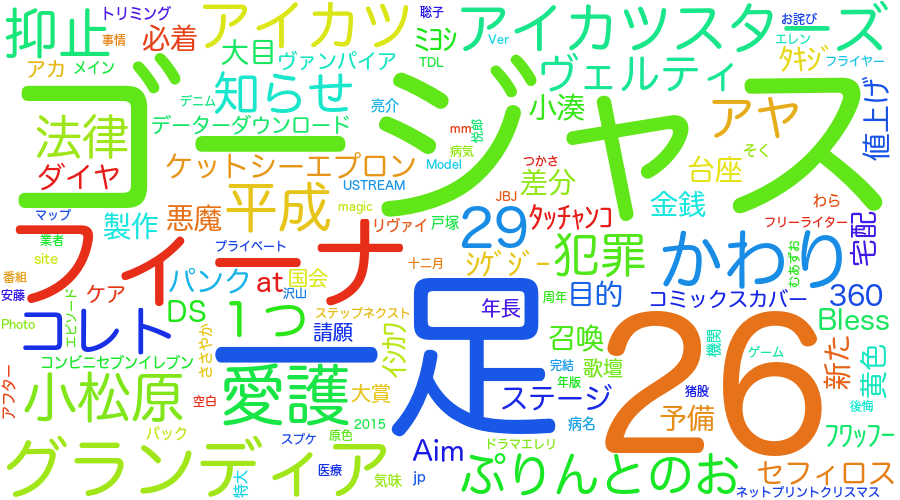 抑止
事情
トリミング
必着
アイカツ
聡子
アイカツスターズ
お詫び
エレン
フライヤー
アカ
メイン
大目
ヴァンパイア
ミヨシ
TDL
Ver
タキジ
デニム
知らせ
亮介
ヴェルティ
小湊
値上げ
ゴージャス
法律
データーダウンロード
mm
悦郎
アヤ
ダイヤ
ケットシーエプロン
病気
Model
つかさ
そく
台座
平成
USTREAM
差分
JBJ
わら
マップ
製作
悪魔
magic
リヴァイ
戸塚
29
タッチャンコ
金銭
フリーライター
宅配
業者
site
プライベート
フィーナ
番組
安藤
ケア
パンク
at
国会
沢山
十二月
シゲジー
犯罪
かわり
むあすお
Photo
エピソード
コレト
DS
1つ
ステップネクスト
請願
年長
周年
目的
コミックスカバー
360
Bless
コンビニセブンイレブン
ささやか
二足
イシカワ
召喚
26
機関
ゲーム
新た
黄色
アフター
小松原
空白
愛護
大賞
完結
年版
歌壇
猪股
後悔
ステージ
予備
パック
スプケ
原色
2015
病名
フワッフー
グランディア
特大
医療
気味
Aim
jp
ドラマエレリ
ぷりんとのお
セフィロス
ネットプリントクリスマス